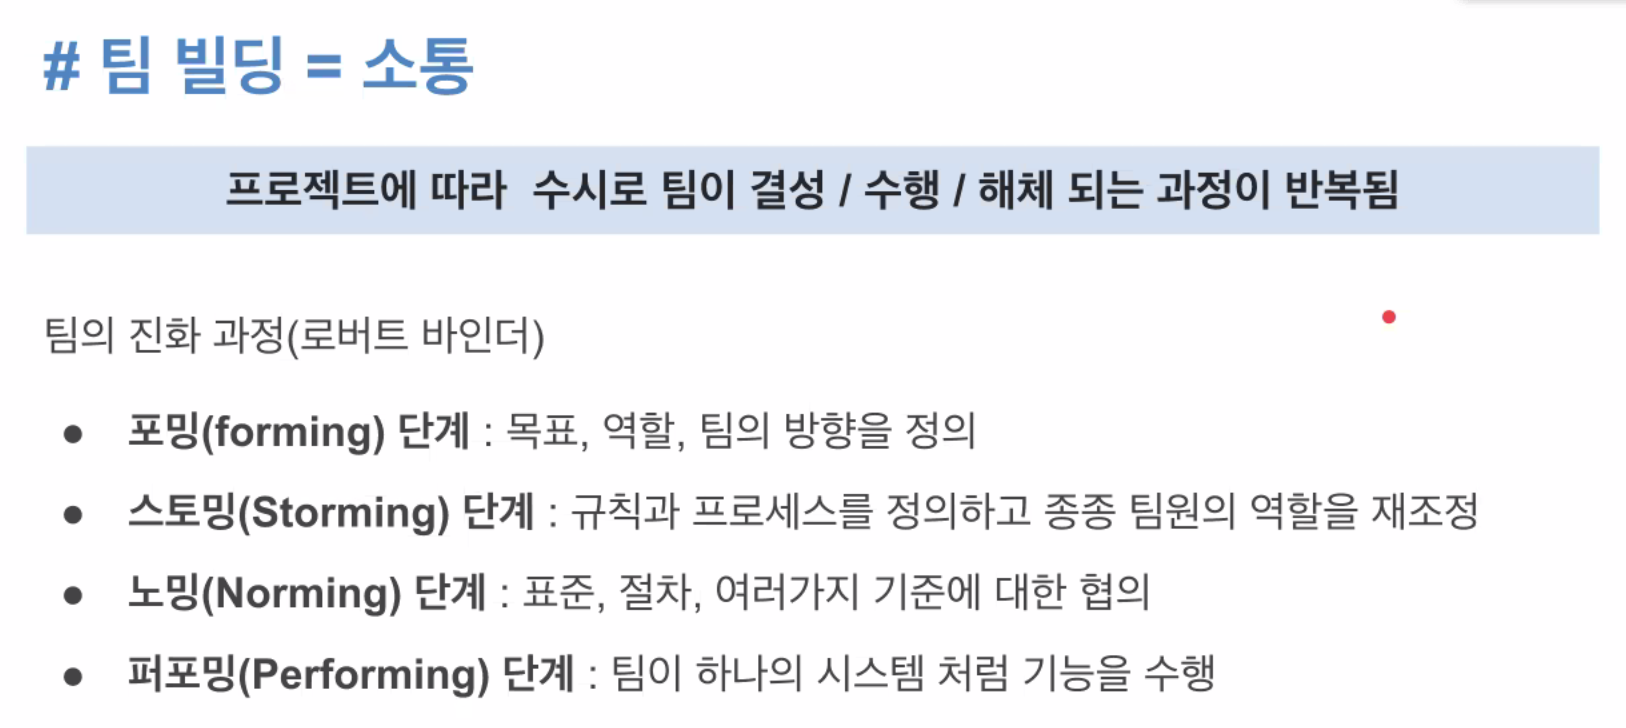 # 팀 빌딩 = 소통
프로젝트에 따라 수시로 팀이 결성 / 수행 / 해체 되는 과정이 반복됨
팀의 진화 과정(로버트 바인더)
● 포밍(forming) 단계 : 목표, 역할, 팀의 방향을 정의
● 스토밍(Storming) 단계 : 규칙과 프로세스를 정의하고 종종 팀원의 역할을 재조정
● 노밍(Norming) 단계 : 표준, 절차, 여러가지 기준에 대한 협의
● 퍼포밍(Performing) 단계 : 팀이 하나의 시스템 처럼 기능을 수행